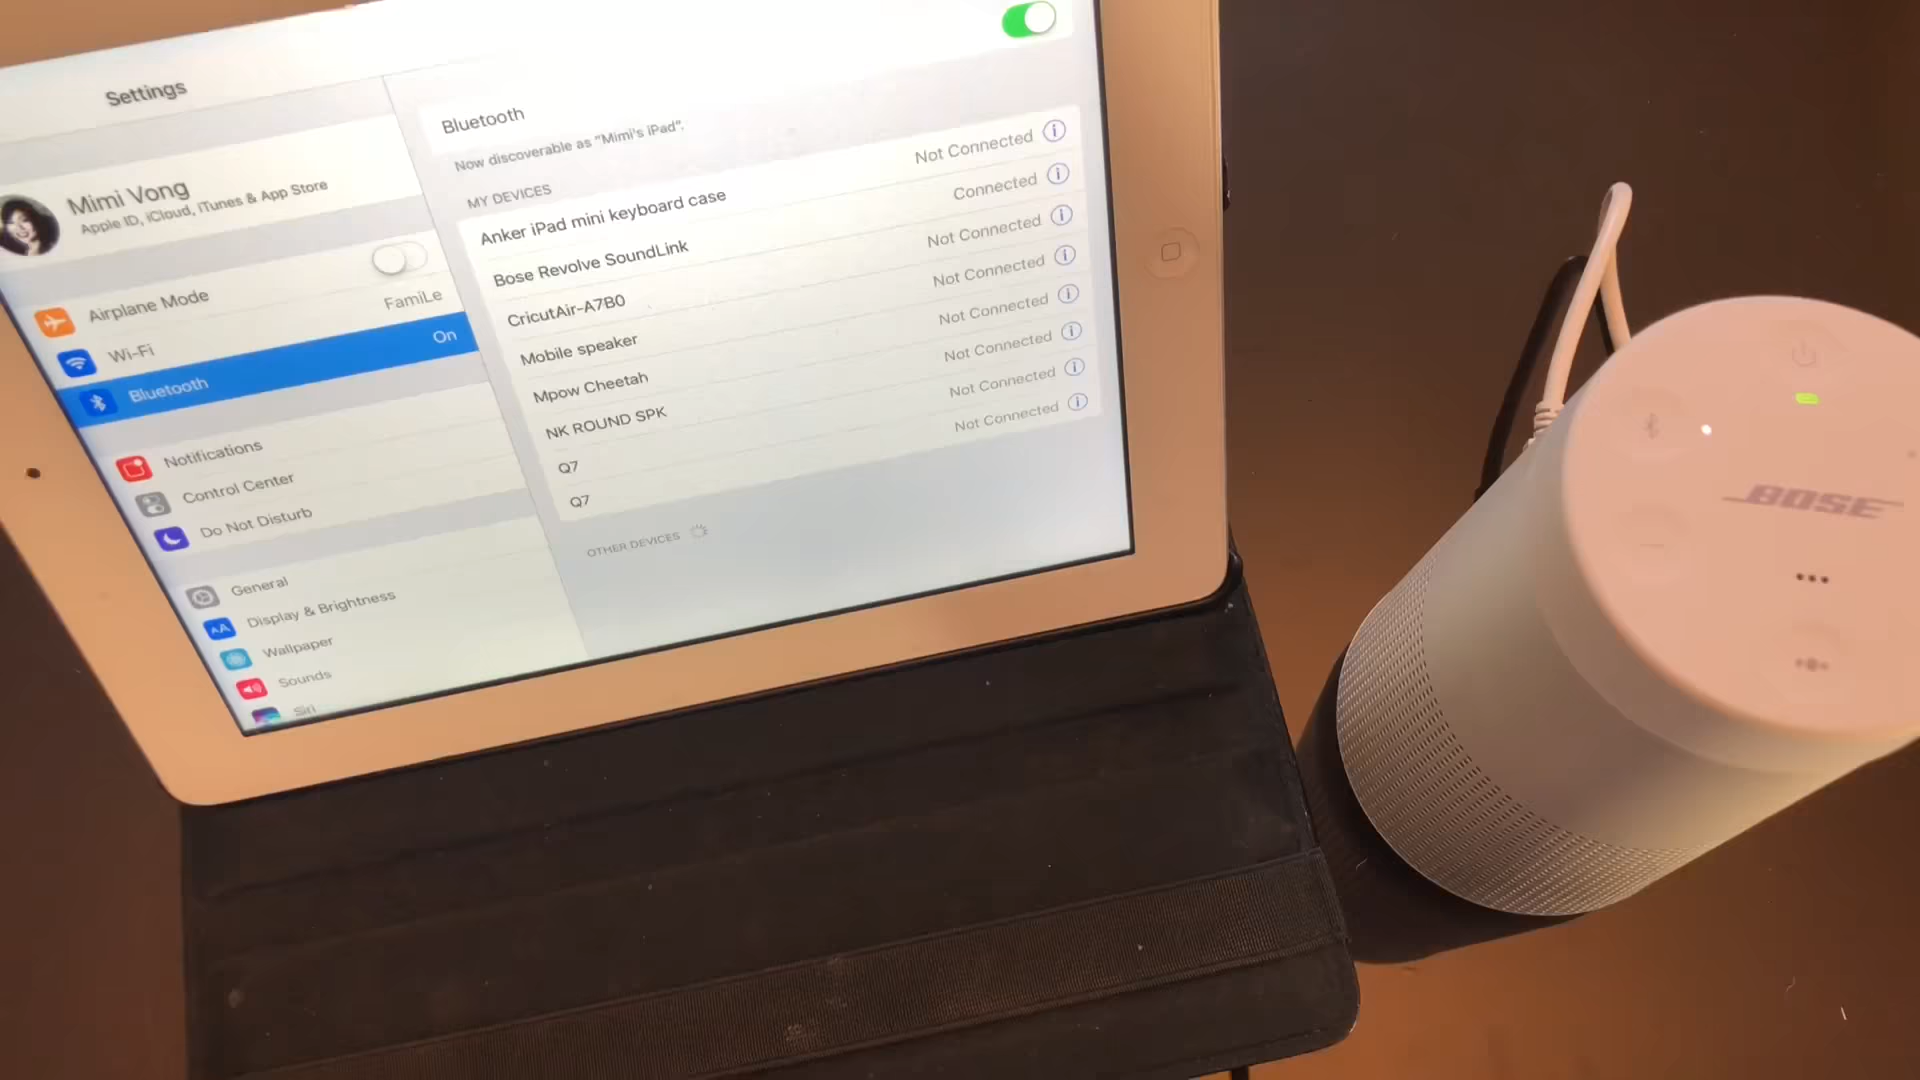 Settings
Mimi Vong
Apple ID, iCloud, iTunes & App Store
Airplane Mode
Wi-Fi FamiLe
Bluetooth On
Notifications
Control Center
Do Not Disturb
General
AA Display & Brightness
Wallpaper
Sounds
Siri
Bluetooth
Now discoverable as "Mimi's iPad".
MY DEVICES
Anker iPad mini keyboard case Not Connected
Bose Revolve SoundLink Connected
CricutAir-A7B0 Not Connected
Mobile speaker Not Connected
Mpow Cheetah Not Connected
NK ROUND SPK Not Connected
Q7 Not Connected
Q7 Not Connected
OTHER DEVICES
BOSE